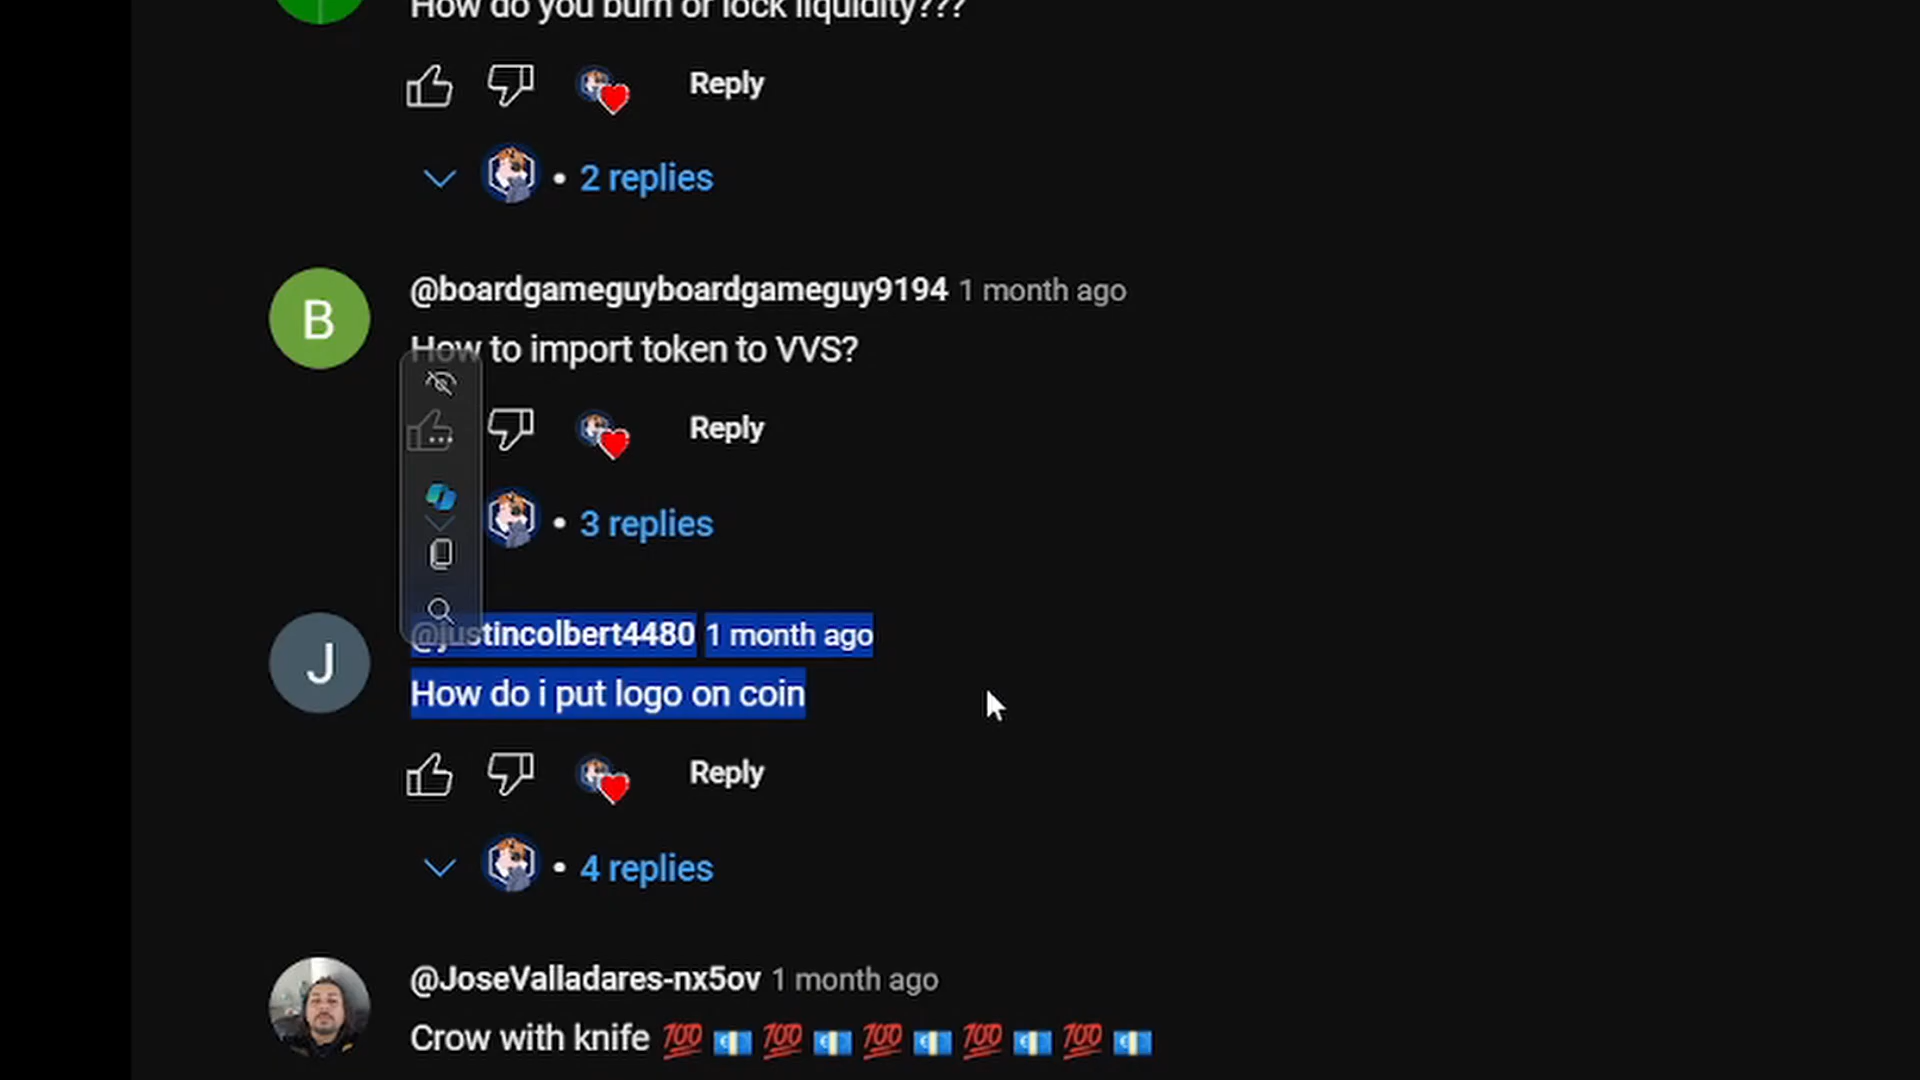 How do you burn or lock liquidity???
Reply
• 2 replies
B
@boardgameguyboardgameguy9194 1 month ago
How to import token to VVS?
Reply
• 3 replies
J
@justincolbert4480 1 month ago
How do i put logo on coin
Reply
• 4 replies
@JoseValladares-nx5ov 1 month ago
Crow with knife 💯 💶 💯 💶 💯 💶 💯 💶 💯 💶